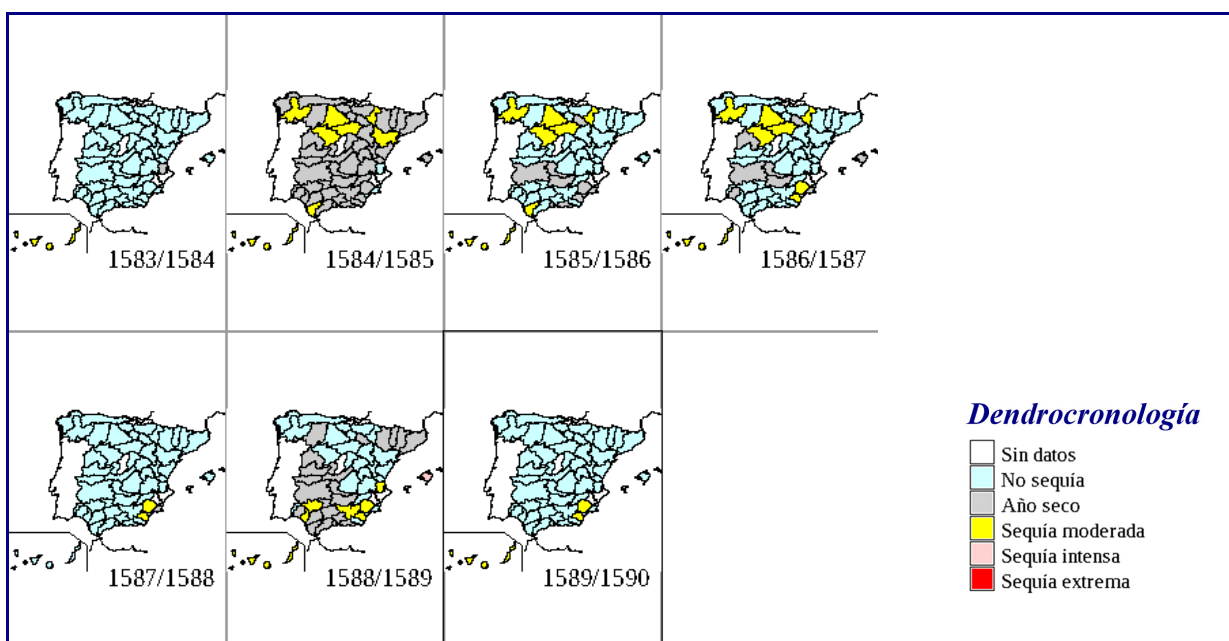 1583/1584
1584/1585
1585/1586
1586/1587
1587/1588
1588/1589
1589/1590
Dendrocronología
Sin datos
No sequía
Año seco
Sequía moderada
Sequía intensa
Sequía extrema